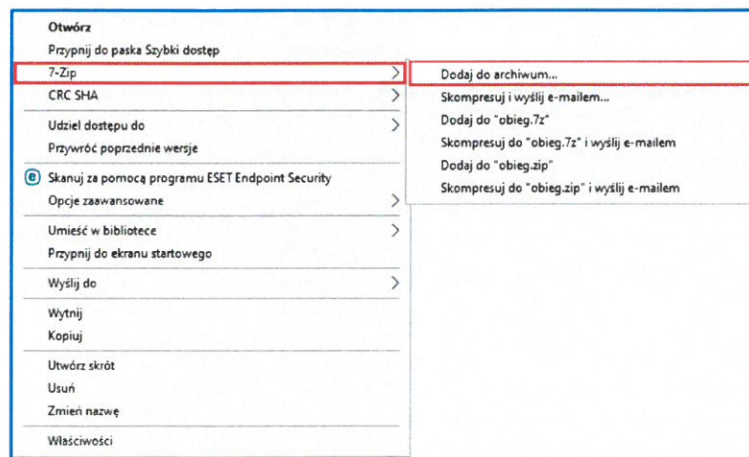 Otwórz
Przypnij do paska Szybki dostęp
7-Zip
CRC SHA
Udziel dostępu do
Przywróć poprzednie wersje
Skanuj za pomocą programu ESET Endpoint Security
Opcje zaawansowane
Umieść w bibliotece
Przypnij do ekranu startowego
Wyślij do
Wytnij
Kopiuj
Utwórz skrót
Usuń
Zmień nazwę
Właściwości
Dodaj do archiwum...
Skompresuj i wyślij e-mailem...
Dodaj do "obieg.7z"
Skompresuj do "obieg.7z" i wyślij e-mailem
Dodaj do "obieg.zip"
Skompresuj do "obieg.zip" i wyślij e-mailem